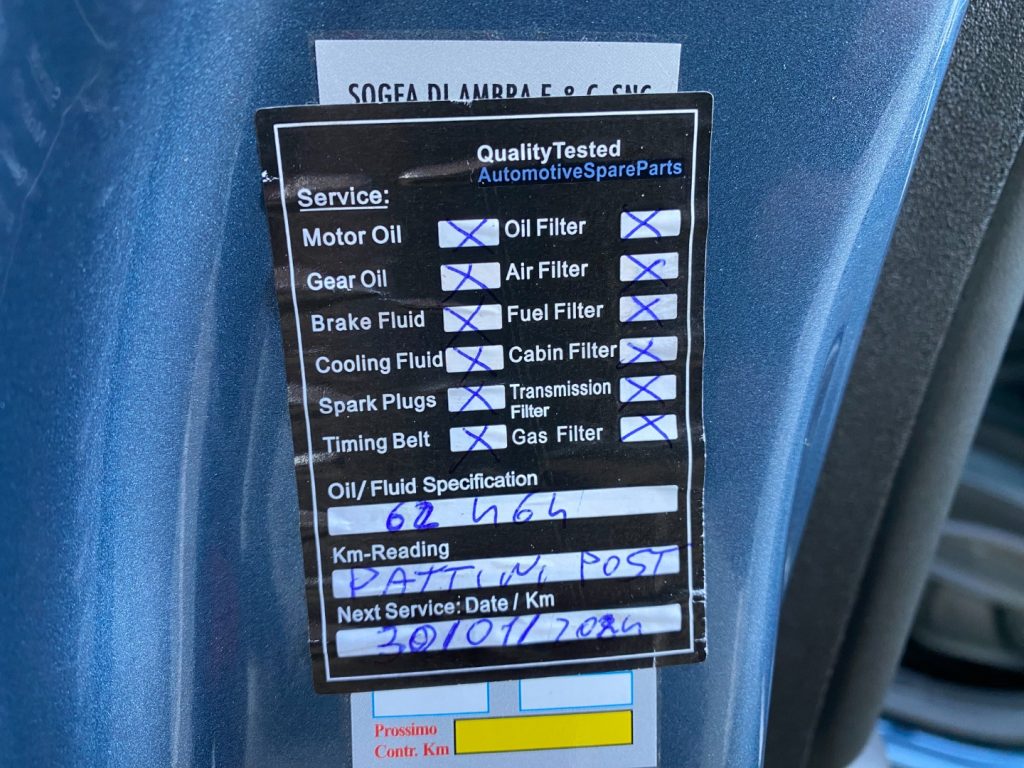 SOGEA DI AMBRA F. & C. SNC
QualityTested
AutomotiveSpareParts
Service:
Motor Oil X Oil Filter X
Gear Oil X Air Filter X
Brake Fluid X Fuel Filter X
Cooling Fluid X Cabin Filter X
Spark Plugs X Transmission Filter X
Timing Belt X Gas Filter X
Oil/ Fluid Specification
62 464
Km-Reading
PATTINI POST
Next Service: Date / Km
30/01/2024
Prossimo
Contr. Km